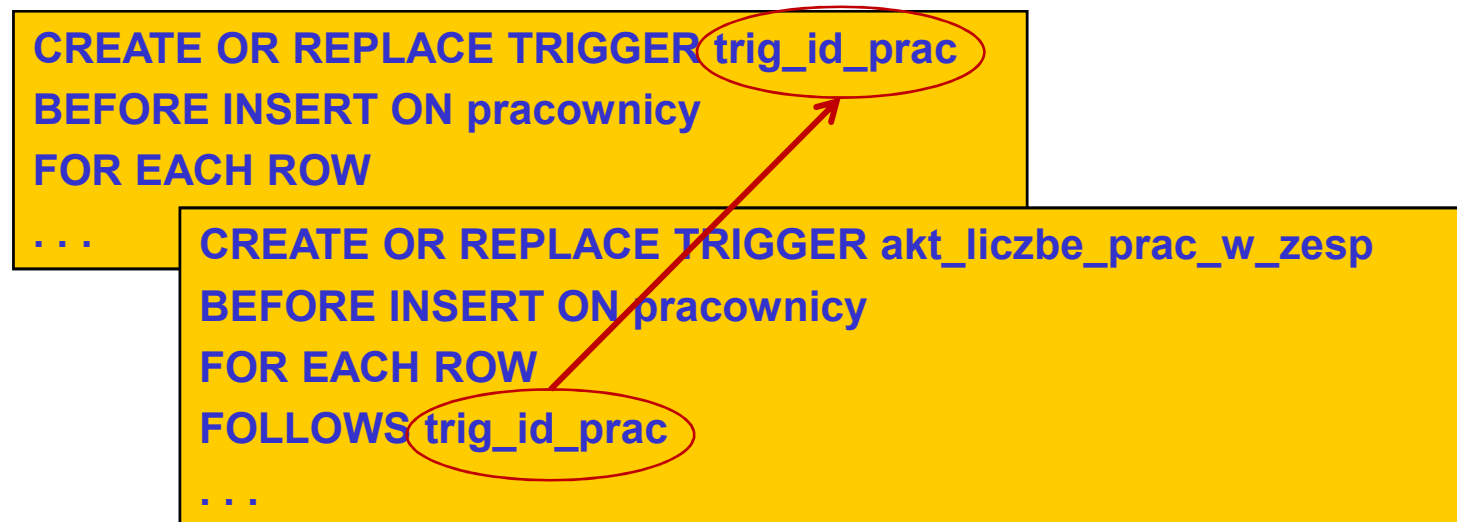 CREATE OR REPLACE TRIGGER trig_id_prac
BEFORE INSERT ON pracownicy
FOR EACH ROW
. . .
CREATE OR REPLACE TRIGGER akt_liczbe_prac_w_zesp
BEFORE INSERT ON pracownicy
FOR EACH ROW
FOLLOWS trig_id_prac
. . .